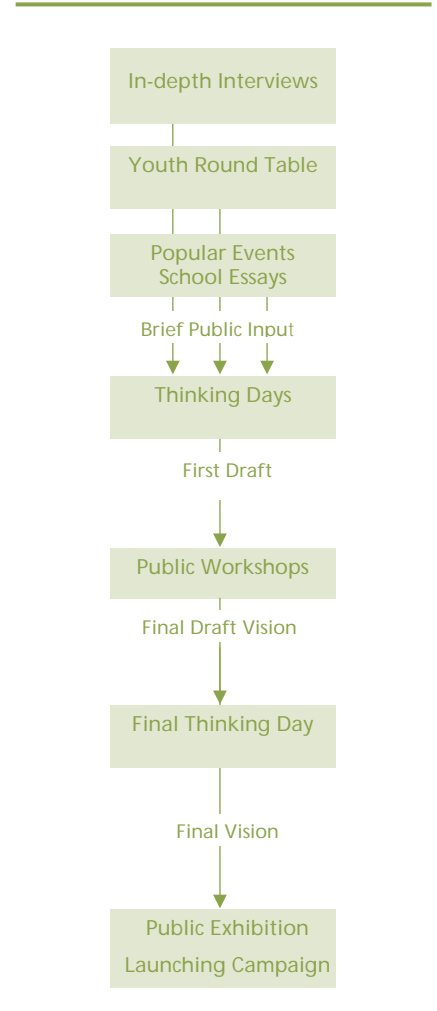 In-depth Interviews
Youth Round Table
Popular Events
School Essays
Brief Public Input
Thinking Days
First Draft
Public Workshops
Final Draft Vision
Final Thinking Day
Final Vision
Public Exhibition
Launching Campaign